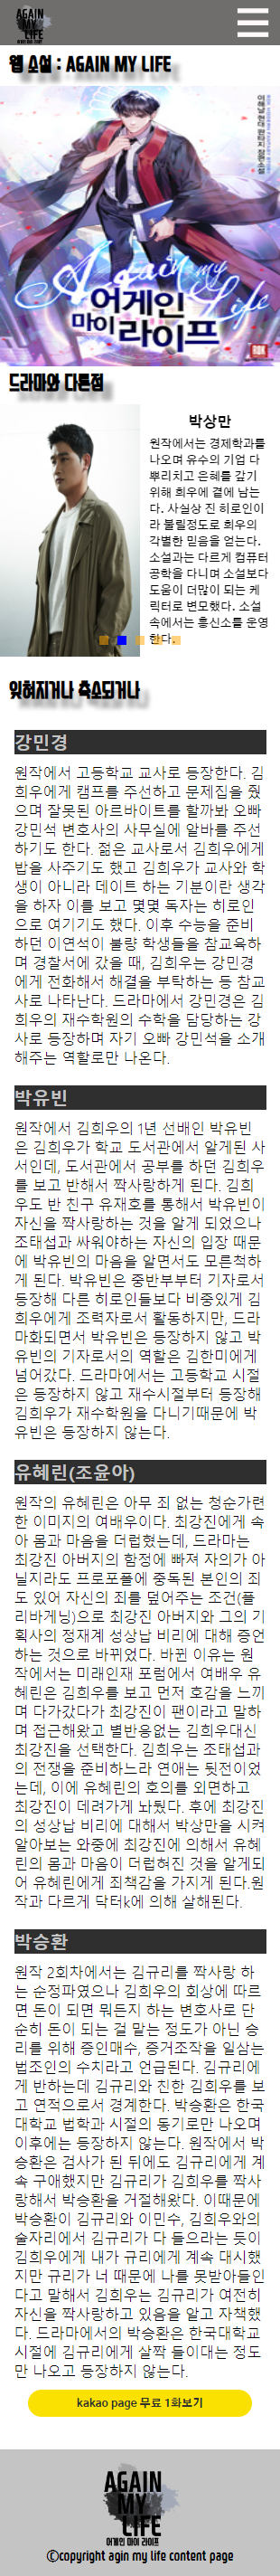 AGAIN
MY
LIFE
웹 소설 : AGAIN MY LIFE
Again my Life
어게인
마이 라이프
드라마와 다른점
박상만
원작에서는 경제학과를
나오며 유수의 기업 다
뿌리치고 은혜를 갚기
위해 희우에 곁에 남는
다. 사실상 진 히로인이
라 불릴정도로 희우의
각별한 믿음을 얻는다.
소설과는 다르게 컴퓨터
공학을 다니며 소설보다
도움이 더많이 되는 케
릭터로 변모했다. 소설
속에서는 흥신소를 운영
한다.
잊혀지거나 축소되거나
강민경
원작에서 고등학교 교사로 등장한다. 김
희우에게 캠프를 주선하고 문제집을 줬
으며 잘못된 아르바이트를 할까봐 오빠
강민석 변호사의 사무실에 알바를 주선
하기도 한다. 젊은 교사로서 김희우에게
밥을 사주기도 했고 김희우가 교사와 학
생이 아니라 데이트 하는 기분이란 생각
을 하자 이를 보고 몇몇 독자는 히로인
으로 여기기도 했다. 이후 수능을 준비
하던 이연석이 불량 학생들을 참교육하
며 경찰서에 갔을 때, 김희우는 강민경
에게 전화해서 해결을 부탁하는 등 참교
사로 나타난다. 드라마에서 강민경은 김
희우의 재수학원의 수학을 담당하는 강
사로 등장하며 자기 오빠 강민석을 소개
해주는 역할로만 나온다.
박유빈
원작에서 김희우의 1년 선배인 박유빈
은 김희우가 학교 도서관에서 알게된 사
서인데, 도서관에서 공부를 하던 김희우
를 보고 반해서 짝사랑하게 된다. 김희
우도 반 친구 유재호를 통해서 박유빈이
자신을 짝사랑하는 것을 알게 되었으나
조태섭과 싸워야하는 자신의 입장 때문
에 박유빈의 마음을 알면서도 모른척하
게 된다. 박유빈은 중반부부터 기자로서
등장해 다른 히로인들보다 비중있게 김
희우에게 조력자로서 활동하지만, 드라
마화되면서 박유빈은 등장하지 않고 박
유빈의 기자로서의 역할은 김한미에게
넘어갔다. 드라마에서는 고등학교 시절
은 등장하지 않고 재수시절부터 등장해
김희우가 재수학원을 다니기때문에 박
유빈은 등장하지 않는다.
유혜린(조윤아)
원작의 유혜린은 아무 죄 없는 청순가련
한 이미지의 여배우이다. 최강진에게 속
아 몸과 마음을 더럽혔는데, 드라마는
최강진 아버지의 함정에 빠져 자의가 아
닐지라도 프로포폴에 중독된 본인의 죄
도 있어 자신의 죄를 덮어주는 조건(플
리바게닝)으로 최강진 아버지와 그의 기
획사의 정재계 성상납 비리에 대해 증언
하는 것으로 바뀌었다. 바뀐 이유는 원
작에서는 미래인재 포럼에서 여배우 유
혜린은 김희우를 보고 먼저 호감을 느끼
며 다가갔다가 최강진이 팬이라고 말하
며 접근해왔고 별반응없는 김희우대신
최강진을 선택한다. 김희우는 조태섭과
의 전쟁을 준비하느라 연애는 뒷전이었
는데, 이에 유혜린의 호의를 외면하고
최강진이 데려가게 놔뒀다. 후에 최강진
의 성상납 비리에 대해서 박상만을 시켜
알아보는 와중에 최강진에 의해서 유혜
린의 몸과 마음이 더럽혀진 것을 알게되
어 유혜린에게 죄책감을 가지게 된다.원
작과 다르게 닥터k에 의해 살해된다.
박승환
원작 2회차에서는 김규리를 짝사랑 하
는 순정파였으나 김희우의 회상에 따르
면 돈이 되면 뭐든지 하는 변호사로 단
순히 돈이 되는 걸 맡는 정도가 아닌 승
리를 위해 증인매수, 증거조작을 일삼는
법조인의 수치라고 언급된다. 김규리에
게 반하는데 김규리와 친한 김희우를 보
고 연적으로서 경계한다. 박승환은 한국
대학교 법학과 시절의 동기로만 나오며
이후에는 등장하지 않는다. 원작에서 박
승환은 검사가 된 뒤에도 김규리에게 계
속 구애했지만 김규리가 김희우를 짝사
랑해서 박승환을 거절해왔다. 이때문에
박승환이 김규리와 이민수, 김희우와의
술자리에서 김규리가 다 들으라는 듯이
김희우에게 내가 규리에게 계속 대시했
지만 규리가 너 때문에 나를 못받아들인
다고 말해서 김희우는 김규리가 여전히
자신을 짝사랑하고 있음을 알고 자책했
다. 드라마에서의 박승환은 한국대학교
시절에 김규리에게 살짝 들이대는 정도
만 나오고 등장하지 않는다.
kakao page 무료 1화보기
AGAIN
MY
LIFE
어게인 마이 라이프
ⓒcopyright agin my life content page